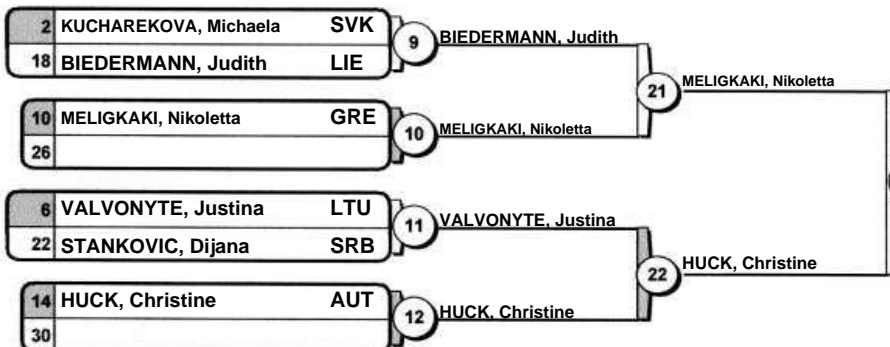 2 KUCHAREKOVA, Michaela SVK
18 BIEDERMANN, Judith LIE
9 BIEDERMANN, Judith
21 MELIGKAKI, Nikoletta
10 MELIGKAKI, Nikoletta GRE
26
10 MELIGKAKI, Nikoletta
6 VALVONYTE, Justina LTU
22 STANKOVIC, Dijana SRB
11 VALVONYTE, Justina
22 HUCK, Christine
14 HUCK, Christine AUT
30
12 HUCK, Christine